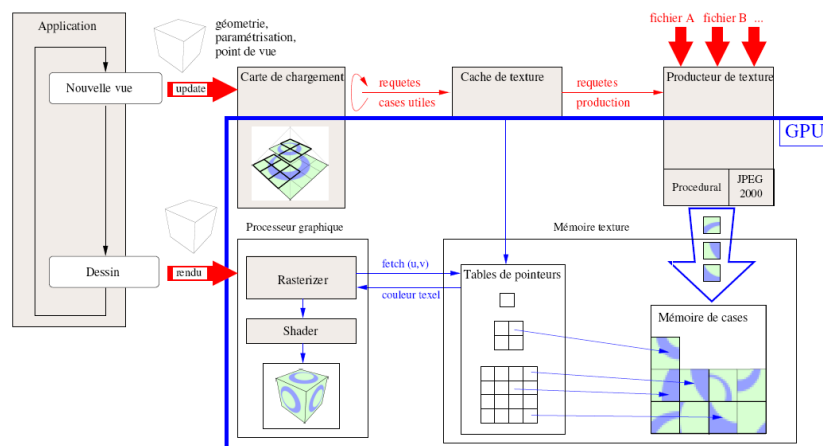 Application
géometrie,
paramétrisation,
point de vue
fichier A fichier B ...
Nouvelle vue
update
Carte de chargement
requetes
cases utiles
Cache de texture
requetes
production
Producteur de texture
GPU
Procedural
JPEG
2000
Processeur graphique
Mémoire texture
Dessin
rendu
Rasterizer
fetch (u,v)
couleur texel
Tables de pointeurs
Shader
Mémoire de cases